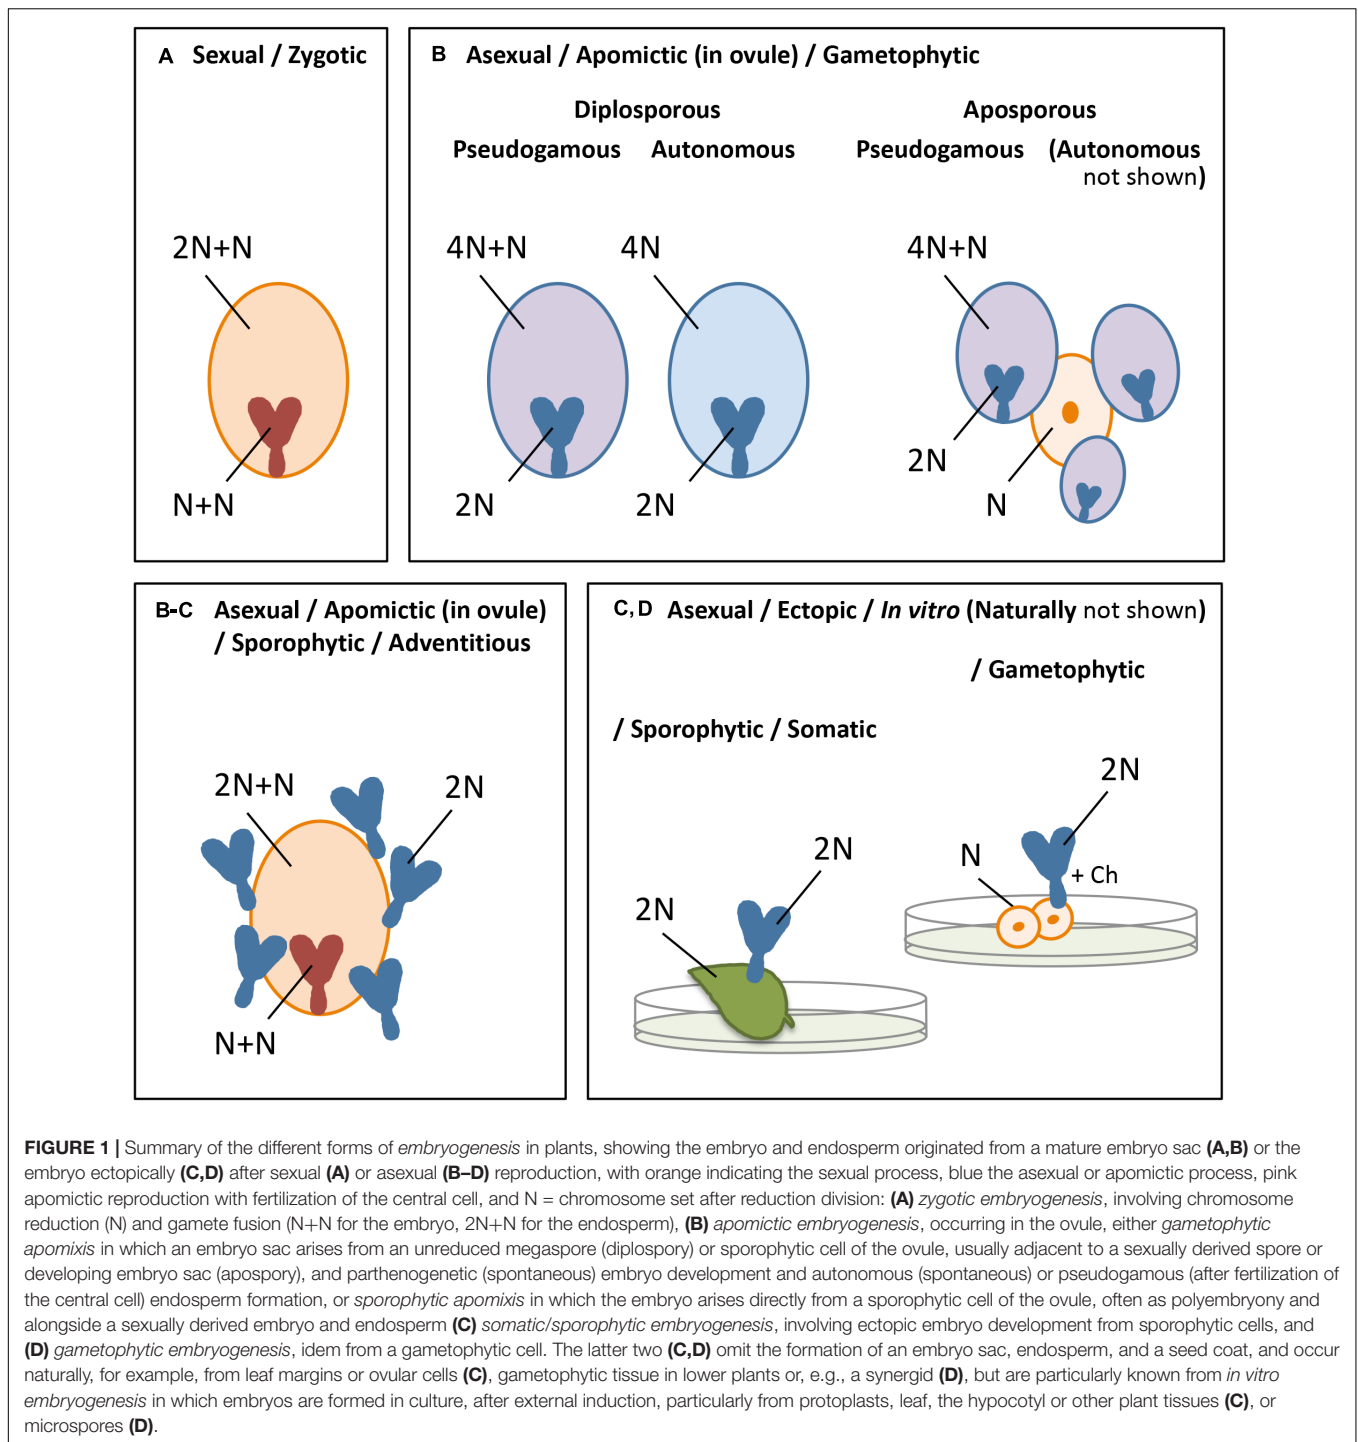 A Sexual / Zygotic
2N+N
N+N
B Asexual / Apomictic (in ovule) / Gametophytic
Diplosporous
Aposporous
Pseudogamous Autonomous
Pseudogamous (Autonomous
not shown)
4N+N
4N
4N+N
2N
2N
2N
N
B-C Asexual / Apomictic (in ovule)
/ Sporophytic / Adventitious
2N+N
2N
N+N
C, D Asexual / Ectopic / In vitro (Naturally not shown)
/ Gametophytic
/ Sporophytic / Somatic
2N
N
+ Ch
2N
2N
FIGURE 1 | Summary of the different forms of embryogenesis in plants, showing the embryo and endosperm originated from a mature embryo sac (A,B) or the
embryo ectopically (C,D) after sexual (A) or asexual (B–D) reproduction, with orange indicating the sexual process, blue the asexual or apomictic process, pink
apomictic reproduction with fertilization of the central cell, and N = chromosome set after reduction division: (A) zygotic embryogenesis, involving chromosome
reduction (N) and gamete fusion (N+N for the embryo, 2N+N for the endosperm), (B) apomictic embryogenesis, occurring in the ovule, either gametophytic
apomixis in which an embryo sac arises from an unreduced megaspore (diplospory) or sporophytic cell of the ovule, usually adjacent to a sexually derived spore or
developing embryo sac (apospory), and parthenogenetic (spontaneous) embryo development and autonomous (spontaneous) or pseudogamous (after fertilization of
the central cell) endosperm formation, or sporophytic apomixis in which the embryo arises directly from a sporophytic cell of the ovule, often as polyembryony and
alongside a sexually derived embryo and endosperm (C) somatic/sporophytic embryogenesis, involving ectopic embryo development from sporophytic cells, and
(D) gametophytic embryogenesis, idem from a gametophytic cell. The latter two (C,D) omit the formation of an embryo sac, endosperm, and a seed coat, and occur
naturally, for example, from leaf margins or ovular cells (C), gametophytic tissue in lower plants or, e.g., a synergid (D), but are particularly known from in vitro
embryogenesis in which embryos are formed in culture, after external induction, particularly from protoplasts, leaf, the hypocotyl or other plant tissues (C), or
microspores (D).